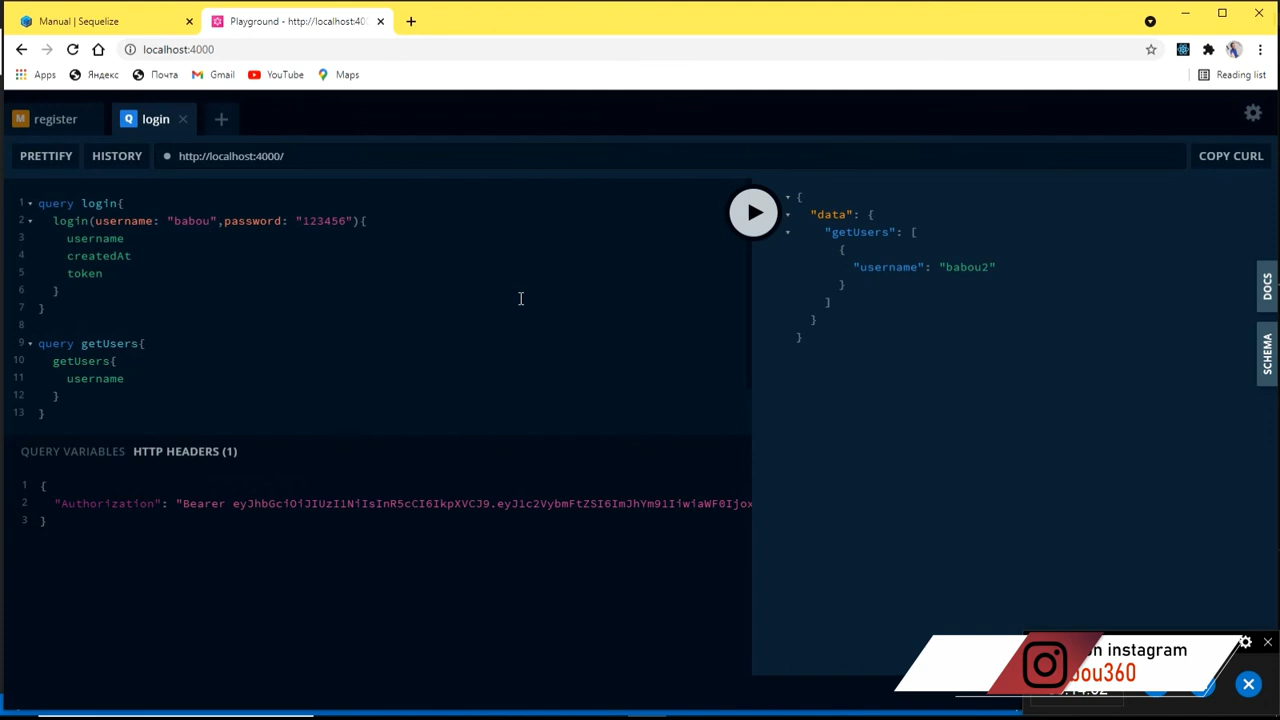 Manual | Sequelize
Playground - http://localhost:40
localhost:4000
Apps Яндекс Почта Gmail YouTube Maps Reading list
M register Q login
PRETTIFY HISTORY http://localhost:4000/ COPY CURL
1 query login{
2 login(username: "babou",password: "123456"){
3 username
4 createdAt
5 token
6 }
7 }
8
9 query getUsers{
10 getUsers{
11 username
12 }
13 }
{
"data": {
"getUsers": [
{
"username": "babou2"
}
]
}
}
DOCS
SCHEMA
QUERY VARIABLES HTTP HEADERS (1)
1 {
2 "Authorization": "Bearer
3 }
on instagram
bou360